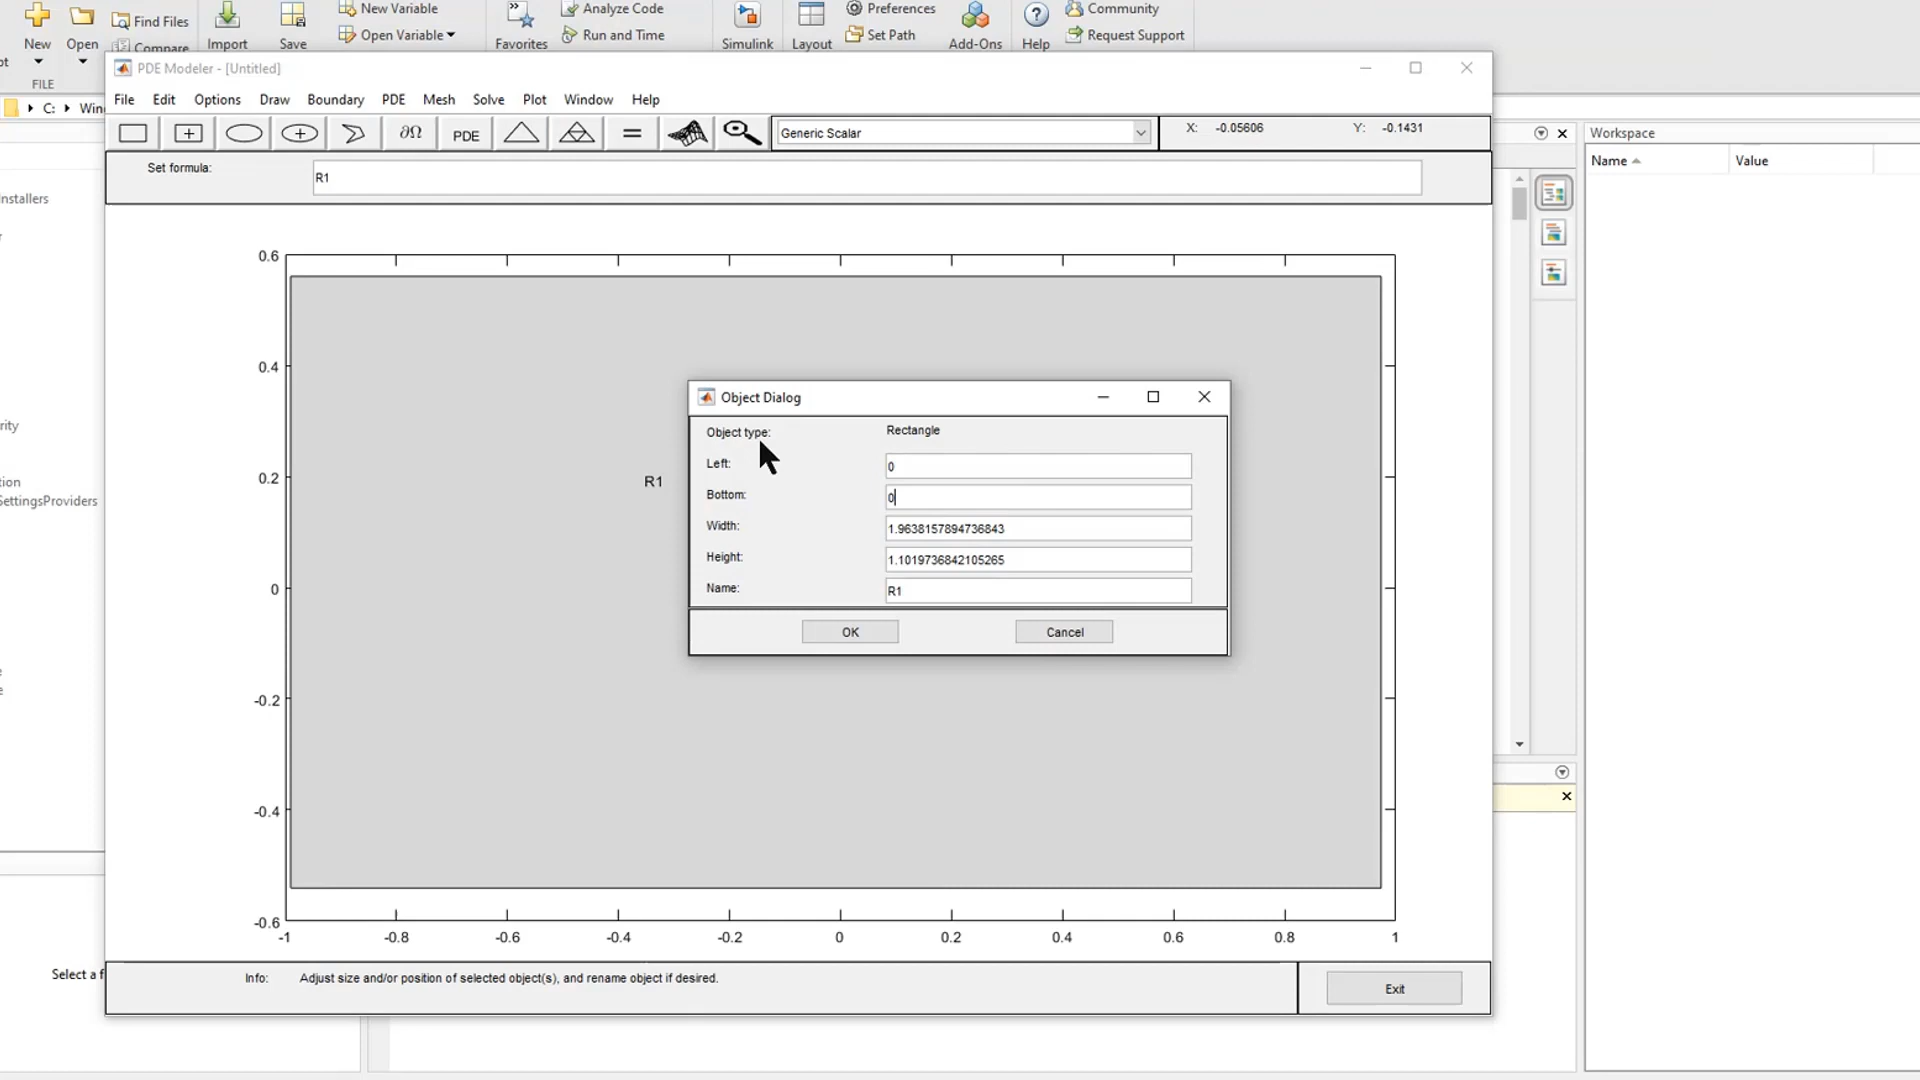 New
Open
Find Files
Compare
Import
Save
New Variable
Open Variable
Favorites
Analyze Code
Run and Time
Simulink
Layout
Preferences
Set Path
Add-Ons
Help
Community
Request Support
pt
FILE
C:
Win
PDE Modeler - [Untitled]
File Edit Options Draw Boundary PDE Mesh Solve Plot Window Help
∂Ω
PDE
Generic Scalar
X: -0.05606 Y: -0.1431
Set formula:
R1
Workspace
Name
Value
nstallers
r
rity
tion
SettingsProviders
e
e
Select a f
0.6
0.4
0.2
0
-0.2
-0.4
-0.6
-1 -0.8 -0.6 -0.4 -0.2 0 0.2 0.4 0.6 0.8 1
R1
Object Dialog
Object type: Rectangle
Left: 0
Bottom: 0
Width: 1.9638157894736843
Height: 1.1019736842105265
Name: R1
OK Cancel
Info: Adjust size and/or position of selected object(s), and rename object if desired.
Exit